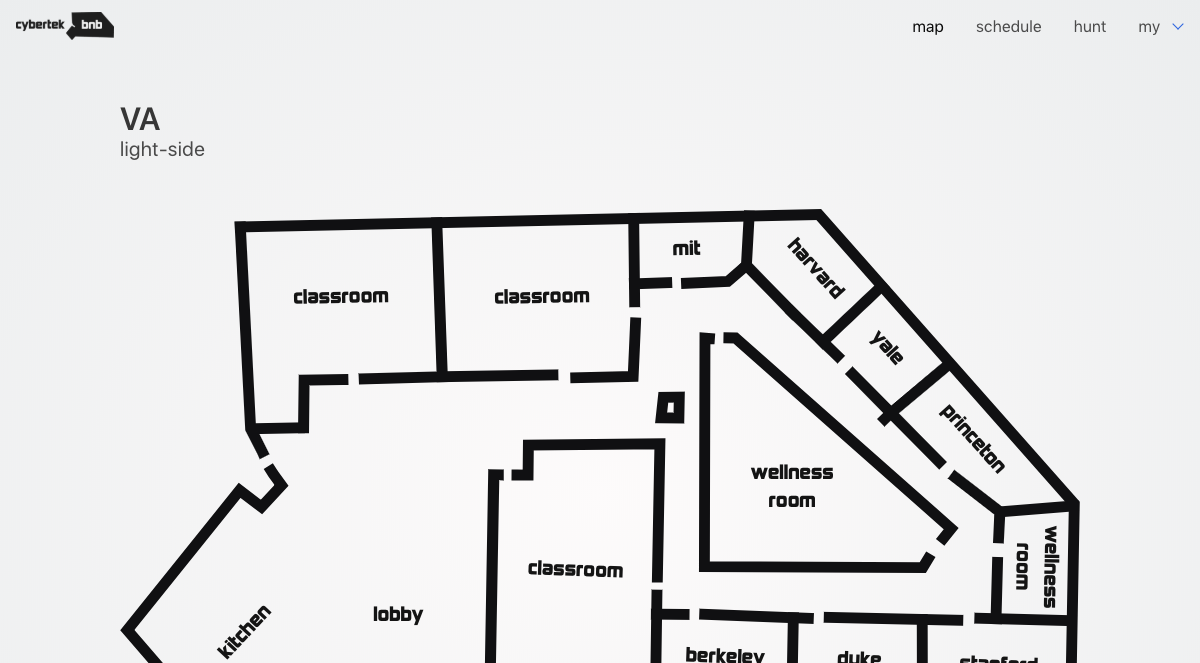 cybertek bnb
map schedule hunt my
VA
light-side
mit
harvard
classroom
classroom
yale
princeton
wellness
room
wellness
room
classroom
lobby
kitchen
berkeley
duke
stanford